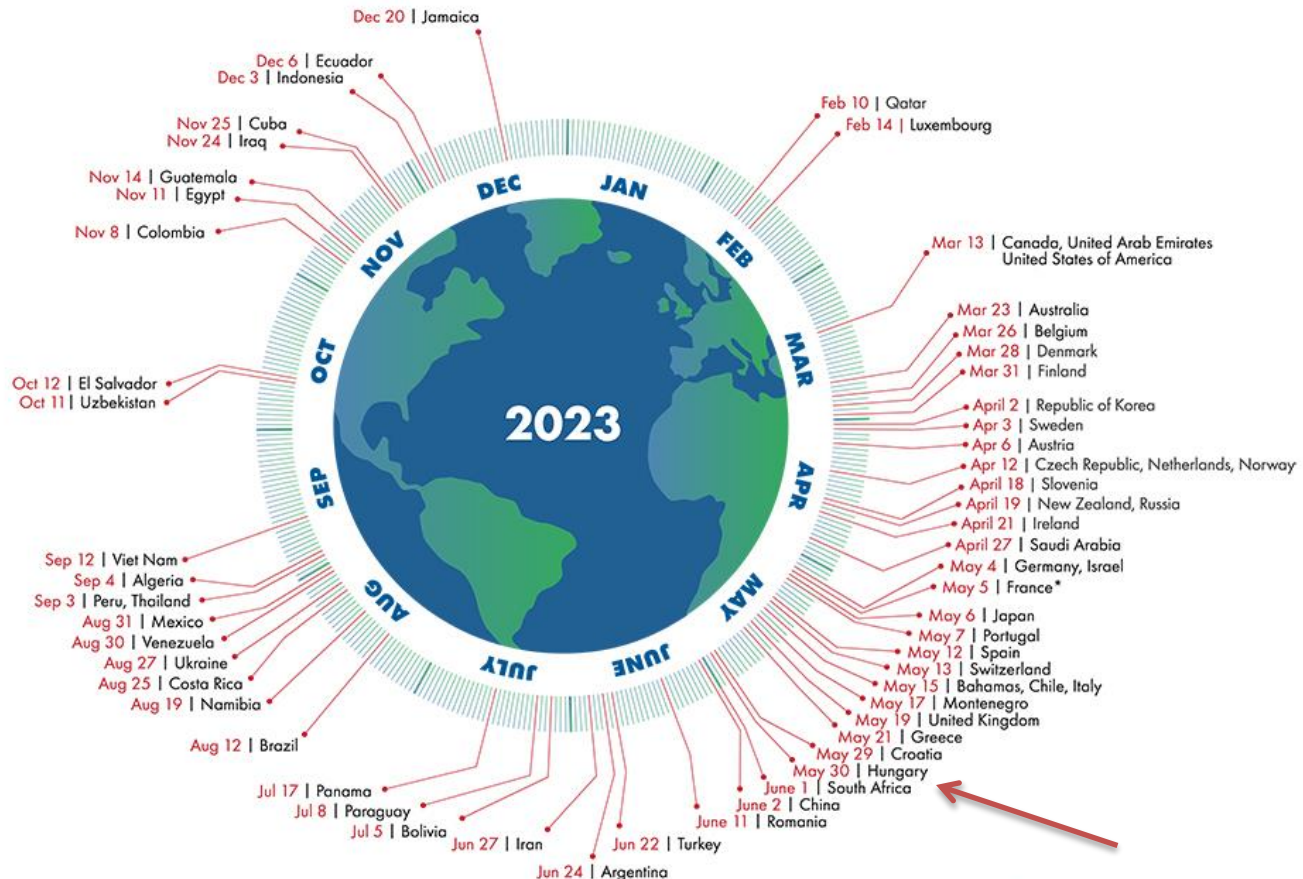 Dec 20 | Jamaica
Dec 6 | Ecuador
Dec 3 | Indonesia
Nov 25 | Cuba
Nov 24 | Iraq
Nov 14 | Guatemala
Nov 11 | Egypt
Nov 8 | Colombia
Oct 12 | El Salvador
Oct 11 | Uzbekistan
Sep 12 | Viet Nam
Sep 4 | Algeria
Sep 3 | Peru, Thailand
Aug 31 | Mexico
Aug 30 | Venezuela
Aug 27 | Ukraine
Aug 25 | Costa Rica
Aug 19 | Namibia
Aug 12 | Brazil
Jul 17 | Panama
Jul 8 | Paraguay
Jul 5 | Bolivia
Jun 27 | Iran
Jun 24 | Argentina
Jun 22 | Turkey
Feb 10 | Qatar
Feb 14 | Luxembourg
Mar 13 | Canada, United Arab Emirates
United States of America
Mar 23 | Australia
Mar 26 | Belgium
Mar 28 | Denmark
Mar 31 | Finland
April 2 | Republic of Korea
Apr 3 | Sweden
Apr 6 | Austria
Apr 12 | Czech Republic, Netherlands, Norway
April 18 | Slovenia
April 19 | New Zealand, Russia
April 21 | Ireland
April 27 | Saudi Arabia
May 4 | Germany, Israel
May 5 | France*
May 6 | Japan
May 7 | Portugal
May 12 | Spain
May 13 | Switzerland
May 15 | Bahamas, Chile, Italy
May 17 | Montenegro
May 19 | United Kingdom
May 21 | Greece
May 29 | Croatia
May 30 | Hungary
June 1 | South Africa
June 2 | China
June 11 | Romania
JAN
FEB
MAR
APR
MAY
JUNE
JULY
AUG
SEP
OCT
NOV
DEC
2023